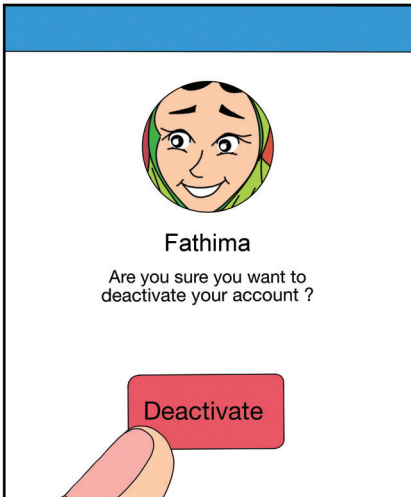 Fathima
Are you sure you want to
deactivate your account ?
Deactivate